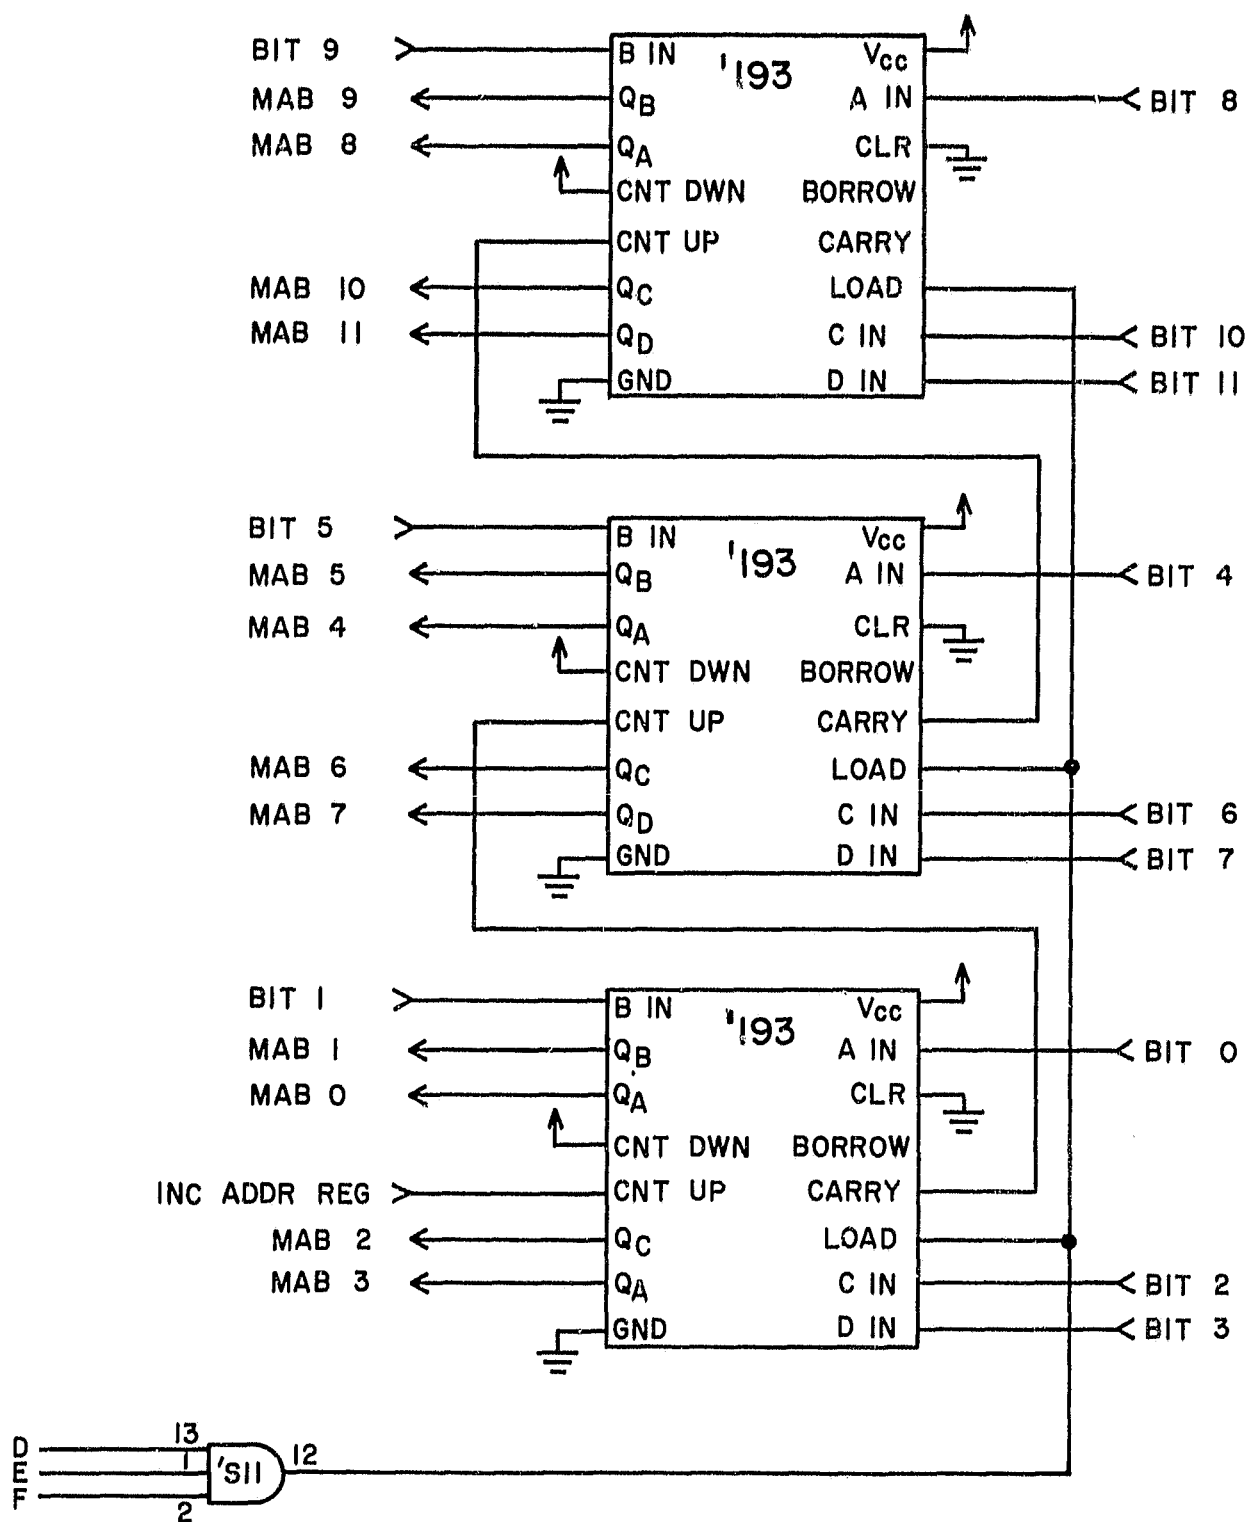 BIT 9 B IN '193 Vcc
MAB 9 QB A IN BIT 8
MAB 8 QA CLR
CNT DWN BORROW
CNT UP CARRY
MAB 10 QC LOAD
MAB 11 QD C IN BIT 10
GND D IN BIT 11
BIT 5 B IN '193 Vcc
MAB 5 QB A IN BIT 4
MAB 4 QA CLR
CNT DWN BORROW
CNT UP CARRY
MAB 6 QC LOAD
MAB 7 QD C IN BIT 6
GND D IN BIT 7
BIT 1 B IN '193 Vcc
MAB 1 QB A IN BIT 0
MAB 0 QA CLR
CNT DWN BORROW
INC ADDR REG CNT UP CARRY
MAB 2 QC LOAD
MAB 3 QA C IN BIT 2
GND D IN BIT 3
D 13
E 1 'S11 12
F 2